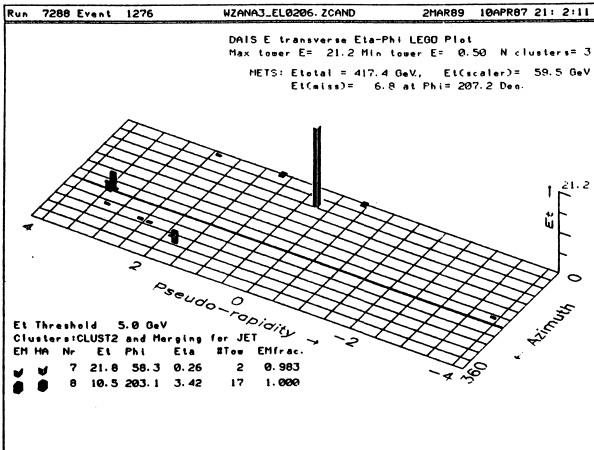 Run 7288 Event 1276 WZANA3_EL0206.ZCAND 2MAR89 10APR87 21: 2:11
DAIS E transverse Eta-Phi LEGO Plot
Max tower E= 21.2 Min tower E= 0.50 N clusters= 3
METS: Etotal = 417.4 GeV, Et(scaler)= 59.5 GeV
Et(miss)= 6.8 at Phi= 207.2 Deg.
21.2
Et →
0
4
2
0
-2
-4
360
Pseudo-rapidity →
← Azimuth
Et Threshold 5.0 GeV
Clusters:CLUST2 and Merging for JET
EM HA Nr Et Phi Eta #Tow EMfrac.
7 21.8 58.3 0.26 2 0.983
8 10.5 203.1 3.42 17 1.000